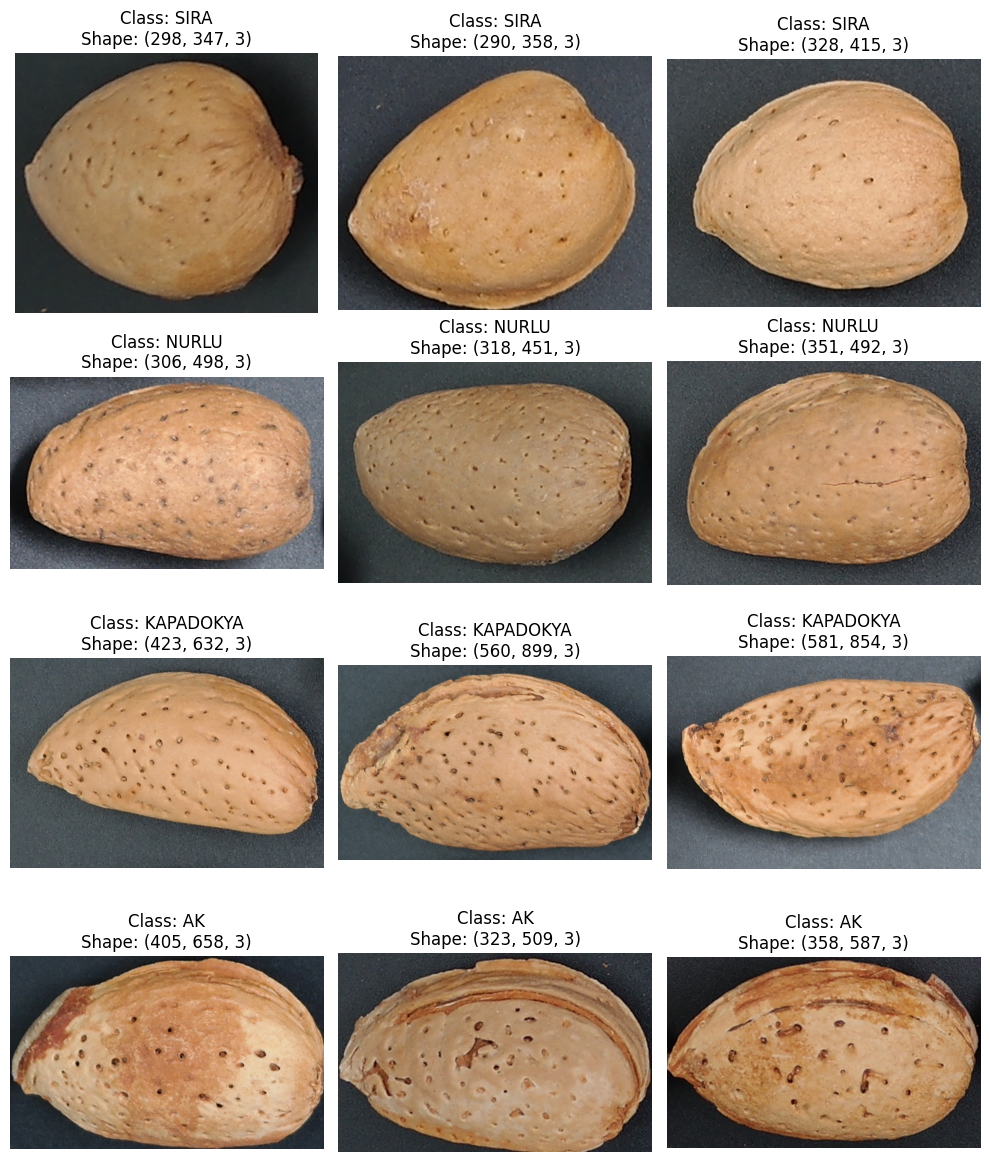 Class: SIRA
Shape: (298, 347, 3)
Class: SIRA
Shape: (290, 358, 3)
Class: SIRA
Shape: (328, 415, 3)
Class: NURLU
Shape: (306, 498, 3)
Class: NURLU
Shape: (318, 451, 3)
Class: NURLU
Shape: (351, 492, 3)
Class: KAPADOKYA
Shape: (423, 632, 3)
Class: KAPADOKYA
Shape: (560, 899, 3)
Class: KAPADOKYA
Shape: (581, 854, 3)
Class: AK
Shape: (405, 658, 3)
Class: AK
Shape: (323, 509, 3)
Class: AK
Shape: (358, 587, 3)